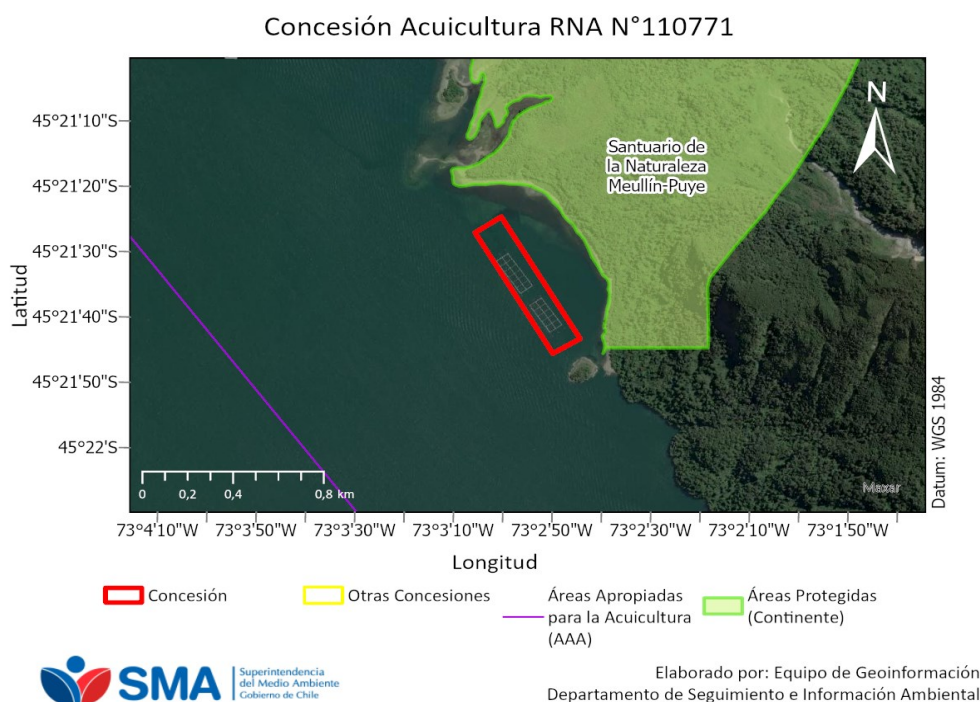 Concesión Acuicultura RNA N°110771
45°21'10"S
45°21'20"S
45°21'30"S
45°21'40"S
45°21'50"S
45°22'S
Latitud
Santuario de
la Naturaleza
Meullín-Puye
N
0 0,2 0,4 0,8 km
Maxar
Datum: WGS 1984
73°4'10"W 73°3'50"W 73°3'30"W 73°3'10"W 73°2'50"W 73°2'30"W 73°2'10"W 73°1'50"W
Longitud
Concesión
Otras Concesiones
Áreas Apropiadas
para la Acuicultura
(AAA)
Áreas Protegidas
(Continente)
SMA
Superintendencia
del Medio Ambiente
Gobierno de Chile
Elaborado por: Equipo de Geoinformación
Departamento de Seguimiento e Información Ambiental